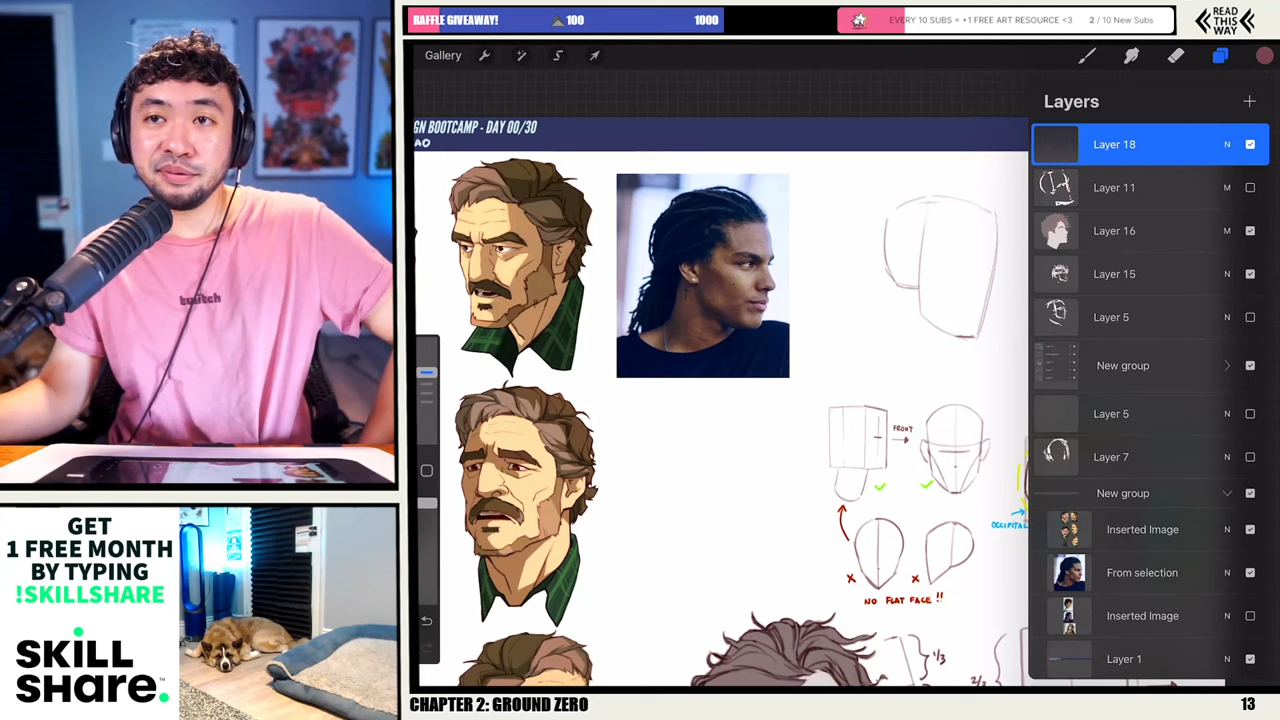 RAFFLE GIVEAWAY!
100
1000
EVERY 10 SUBS = +1 FREE ART RESOURCE <3
2 / 10 New Subs
READ
THIS
WAY
Gallery
Layers
GN BOOTCAMP - DAY 00/30
AO
Layer 18 N
Layer 11 M
Layer 16 M
Layer 15 N
Layer 5 N
New group
Layer 5 N
Layer 7 N
New group
Inserted Image N
From selection N
Inserted Image N
Layer 1 N
FRONT
OCCIPITAL
NO FLAT FACE !!
1/3
twitch
GET
1 FREE MONTH
BY TYPING
!SKILLSHARE
SKILL
SHARE.
CHAPTER 2: GROUND ZERO
13